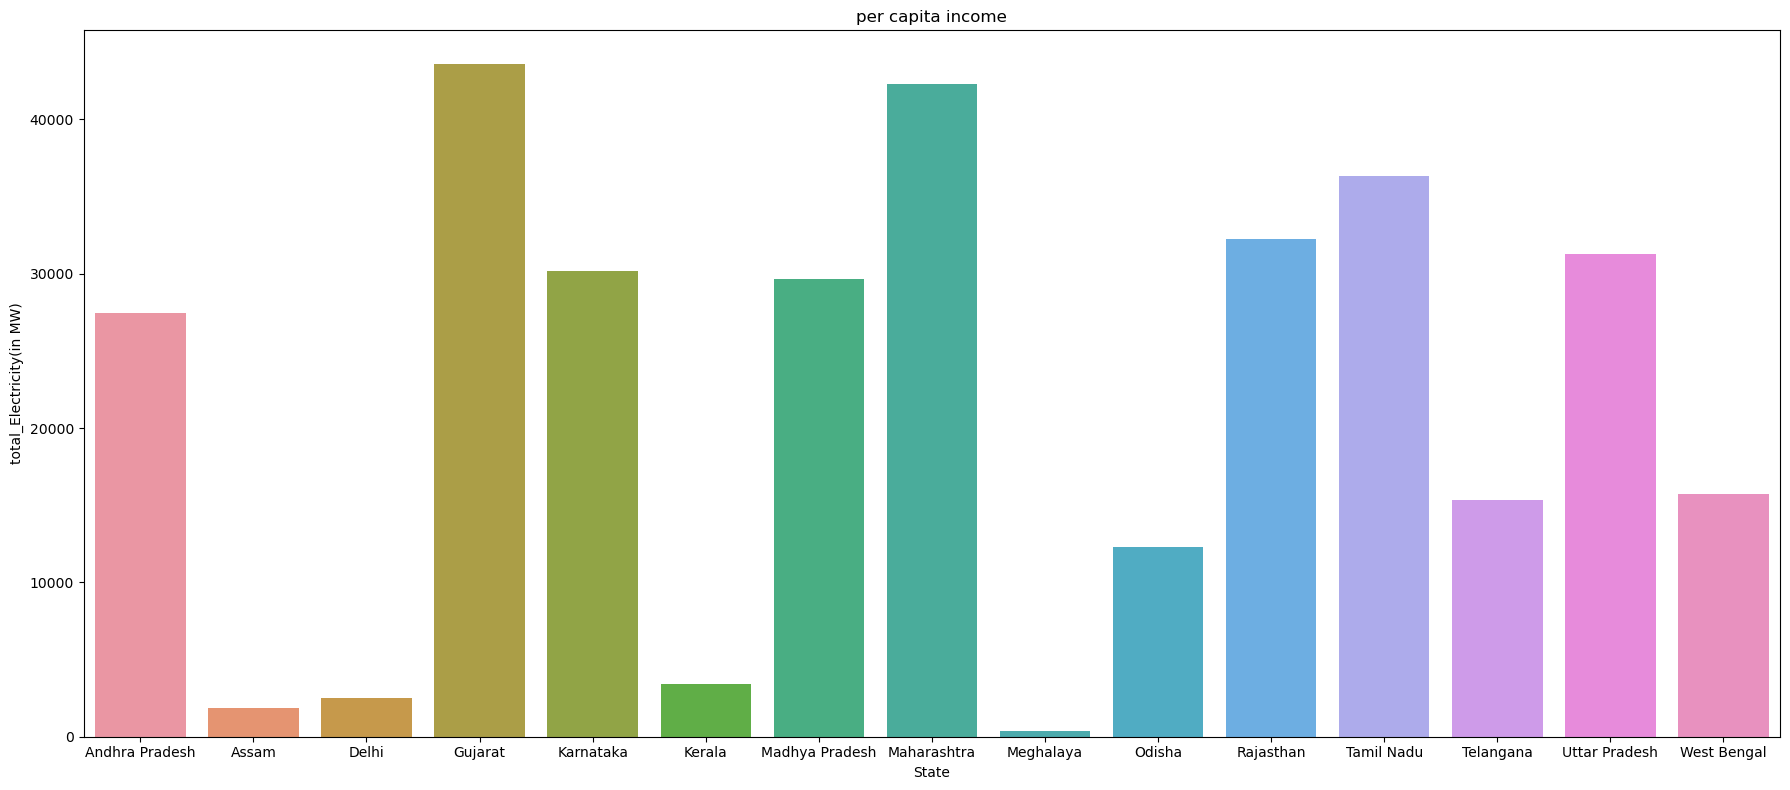 per capita income
total_Electricity(in MW)
40000
30000
20000
10000
0
Andhra Pradesh Assam Delhi Gujarat Karnataka Kerala Madhya Pradesh Maharashtra Meghalaya Odisha Rajasthan Tamil Nadu Telangana Uttar Pradesh West Bengal
State